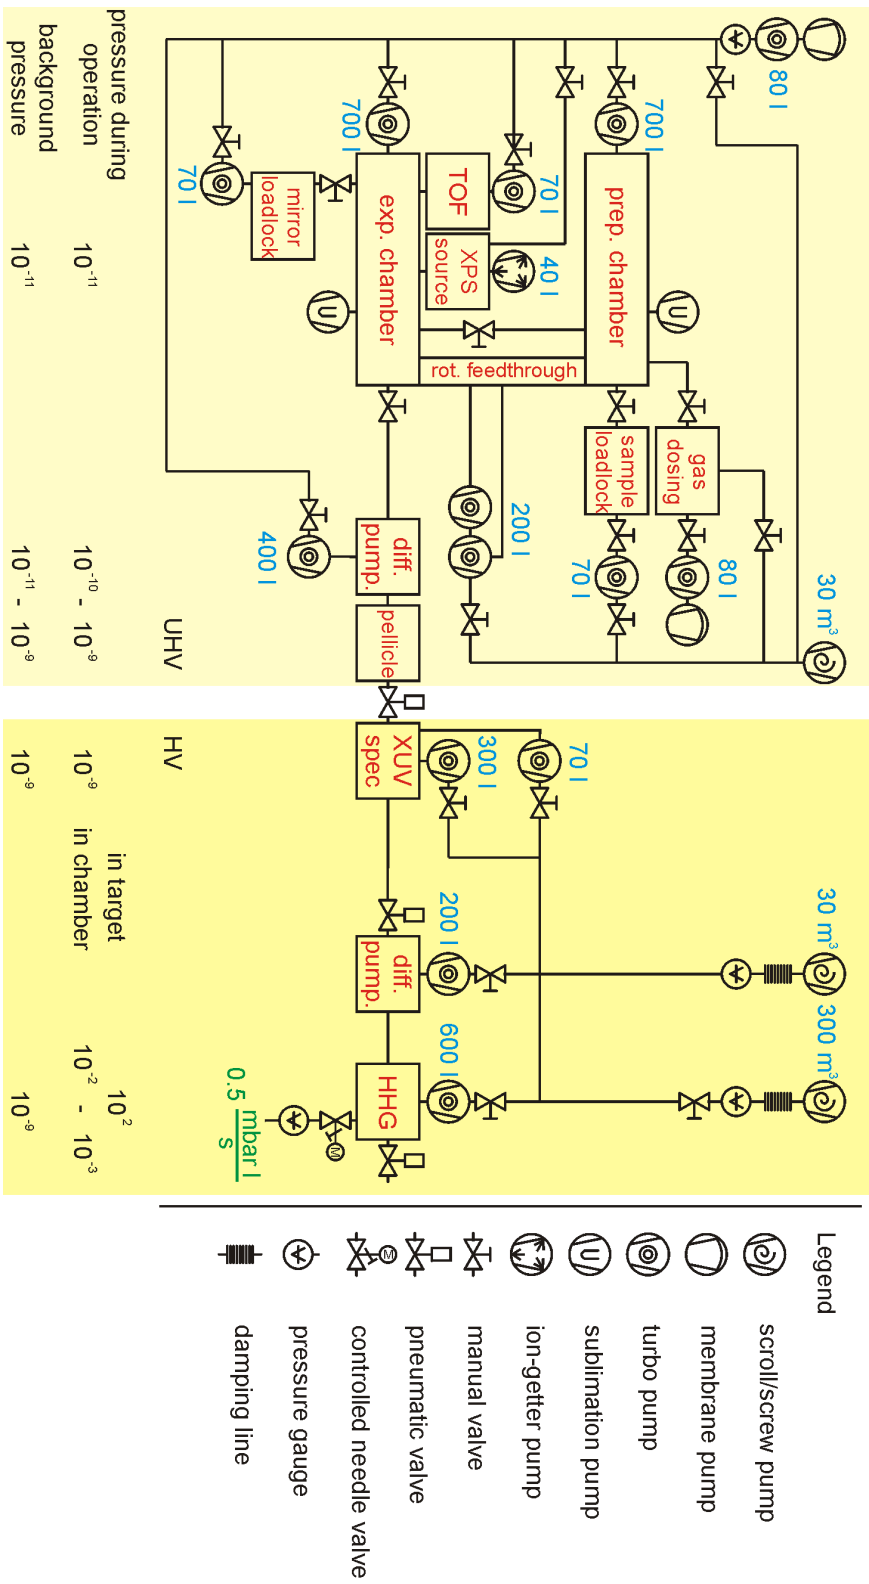 30 m³
30 m³
300 m³
80 l
80 l
gas
dosing
700 l
prep. chamber
sample
loadlock
70 l
70 l
70 l
40 l
200 l
300 l
TOF
XPS
source
rot. feedthrough
200 l
600 l
700 l
exp. chamber
diff.
pump.
pellicle
XUV
spec
diff.
pump.
HHG
mirror
loadlock
70 l
400 l
0.5 mbar l
s
UHV
HV
pressure during
operation
10⁻¹¹
10⁻¹⁰ - 10⁻⁹
10⁻⁹
in target
10²
in chamber
10⁻² - 10⁻³
background
pressure
10⁻¹¹
10⁻¹¹ - 10⁻⁹
10⁻⁹
10⁻⁹
Legend
scroll/screw pump
membrane pump
turbo pump
sublimation pump
ion-getter pump
manual valve
pneumatic valve
M controlled needle valve
pressure gauge
damping line